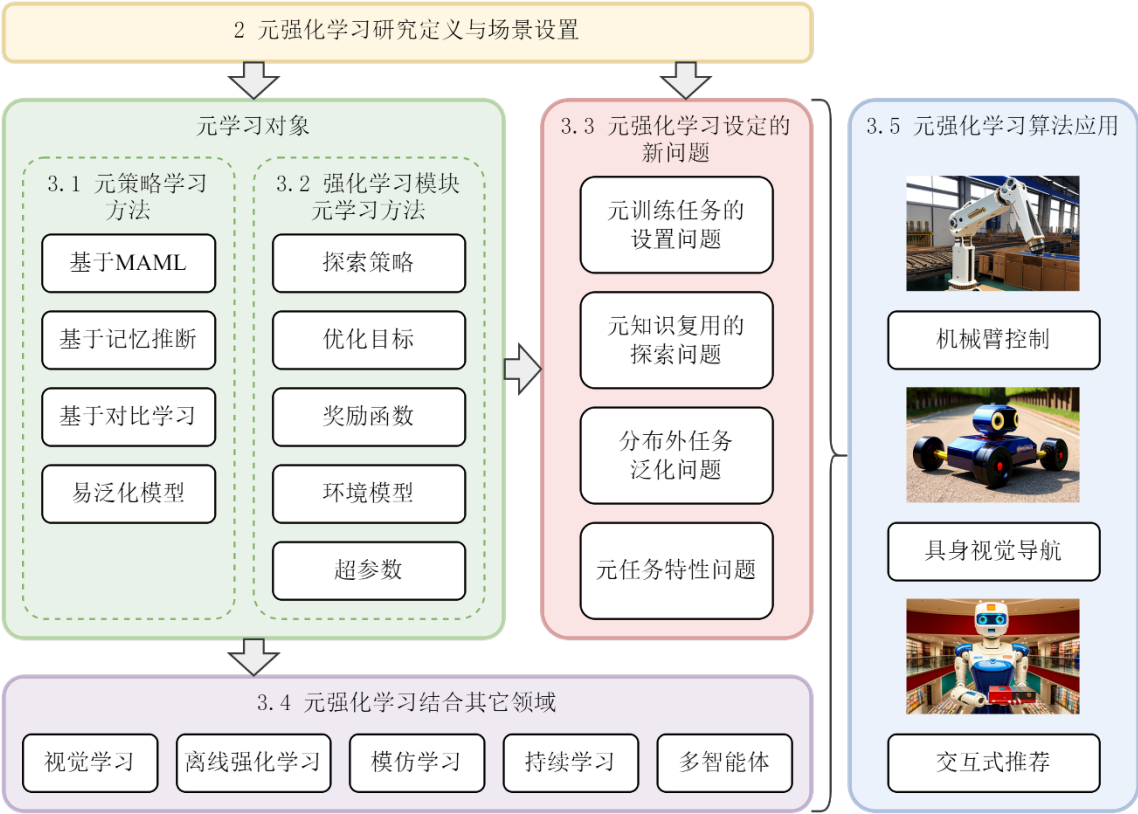 2 元强化学习研究定义与场景设置
元学习对象
3.1 元策略学习
方法
基于MAML
基于记忆推断
基于对比学习
易泛化模型
3.2 强化学习模块
元学习方法
探索策略
优化目标
奖励函数
环境模型
超参数
3.3 元强化学习设定的
新问题
元训练任务的
设置问题
元知识复用的
探索问题
分布外任务
泛化问题
元任务特性问题
3.4 元强化学习结合其它领域
视觉学习
离线强化学习
模仿学习
持续学习
多智能体
3.5 元强化学习算法应用
机械臂控制
具身视觉导航
交互式推荐